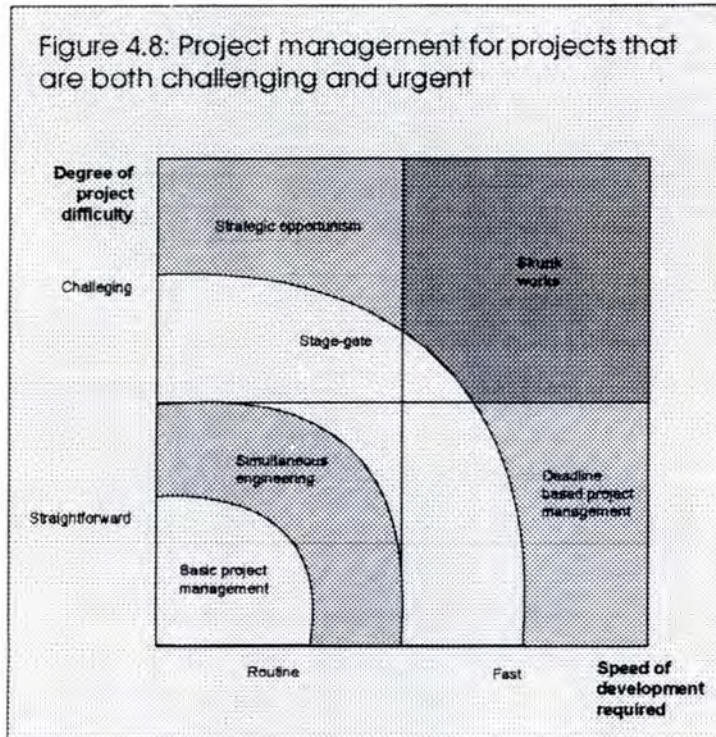 Figure 4.8: Project management for projects that
are both challenging and urgent
Degree of
project
difficulty
Strategic opportunism
Skunk
works
Challeging
Stage-gate
Simultaneous
engineering
Deadline
based project
management
Straightforward
Basic project
management
Routine
Fast
Speed of
development
required